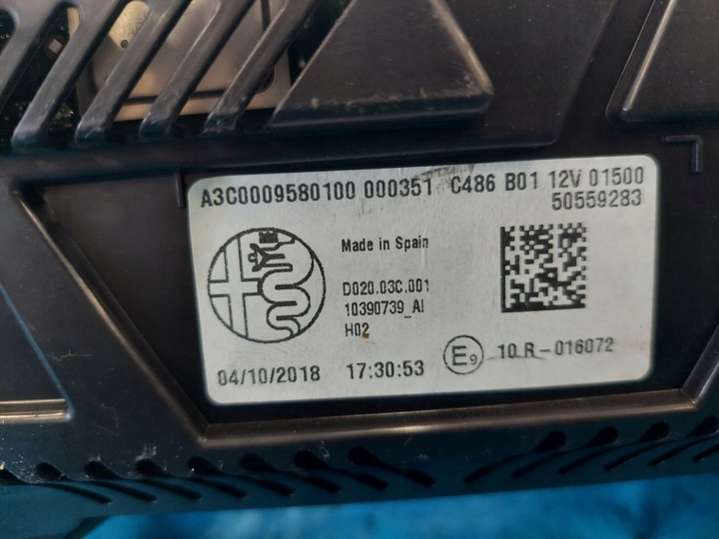 A3C0009580100 000351 C486 B01 12V 01500
50559283
Made in Spain
D020.03C.001
10390739_AI
H02
04/10/2018 17:30:53 E9 10 R-016072